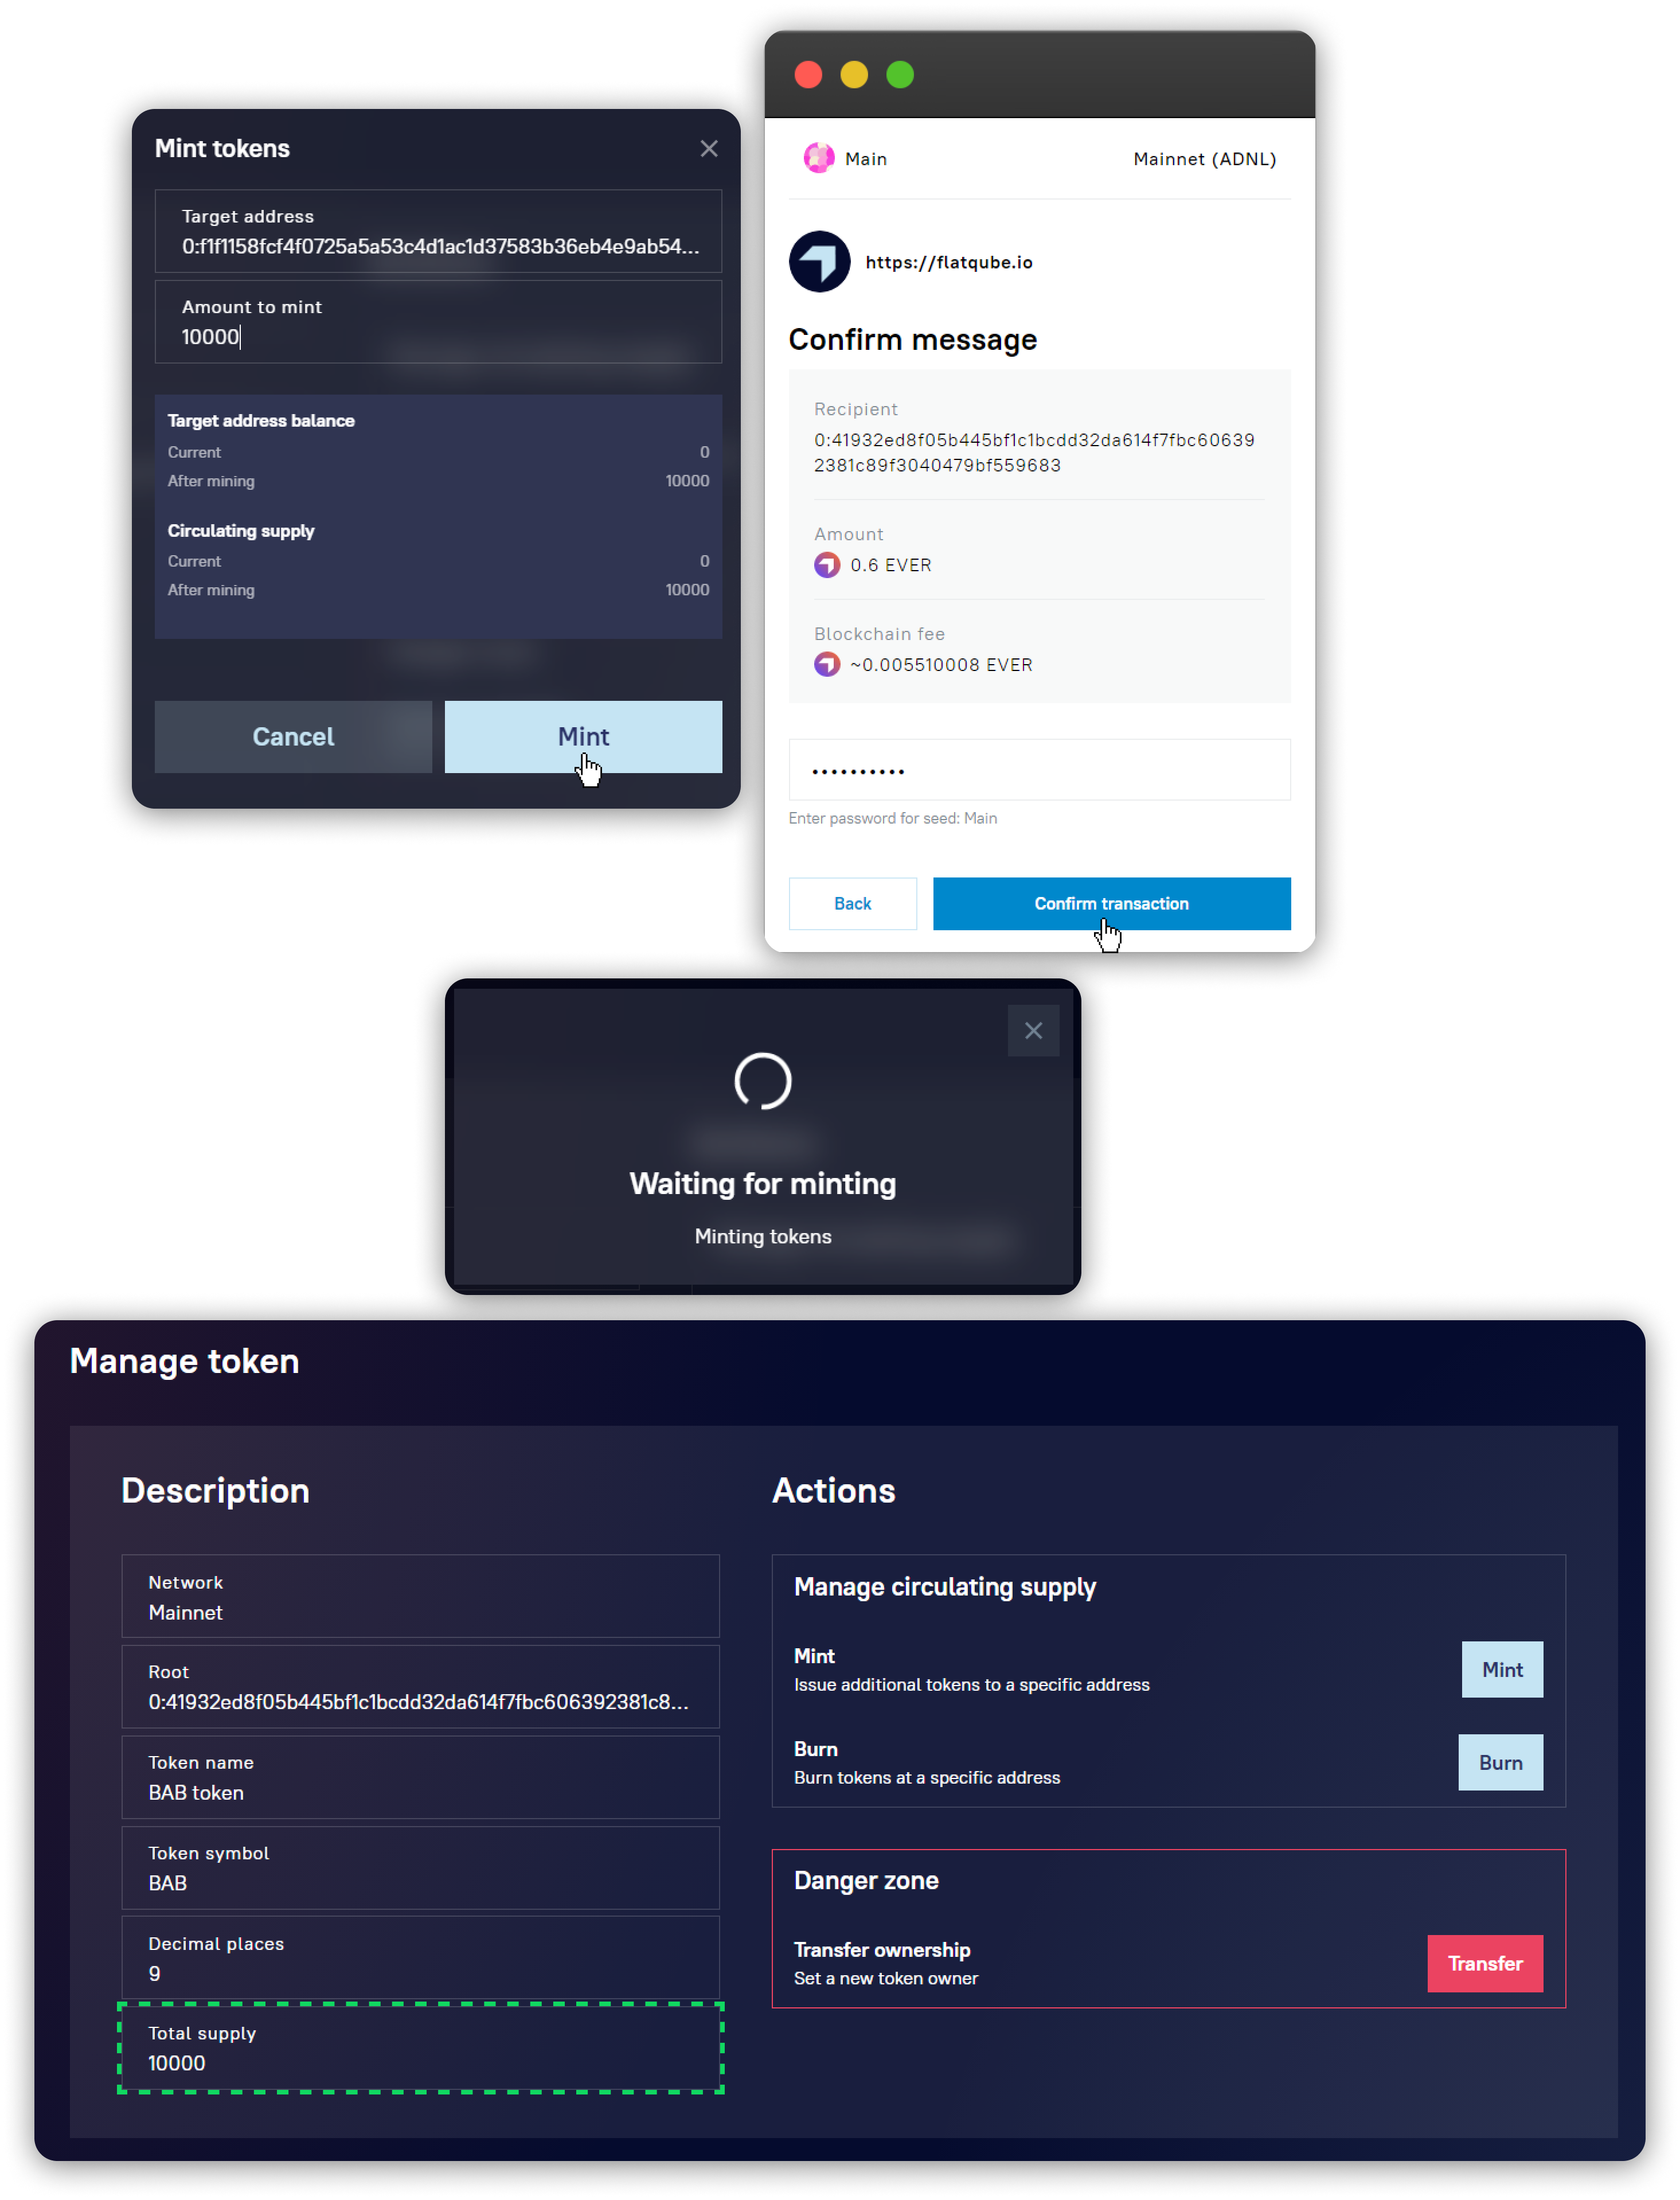 Mint tokens
Target address
0:f1f1158fcf4f0725a5a53c4d1ac1d37583b36eb4e9ab54...
Amount to mint
10000
Target address balance
Current 0
After mining 10000
Circulating supply
Current 0
After mining 10000
Cancel Mint
Main Mainnet (ADNL)
https://flatqube.io
Confirm message
Recipient
0:41932ed8f05b445bf1c1bcdd32da614f7fbc60639
2381c89f3040479bf559683
Amount
0.6 EVER
Blockchain fee
~0.005510008 EVER
••••••••••
Enter password for seed: Main
Back Confirm transaction
Waiting for minting
Minting tokens
Manage token
Description
Network
Mainnet
Root
0:41932ed8f05b445bf1c1bcdd32da614f7fbc606392381c8...
Token name
BAB token
Token symbol
BAB
Decimal places
9
Total supply
10000
Actions
Manage circulating supply
Mint
Issue additional tokens to a specific address
Mint
Burn
Burn tokens at a specific address
Burn
Danger zone
Transfer ownership
Set a new token owner
Transfer